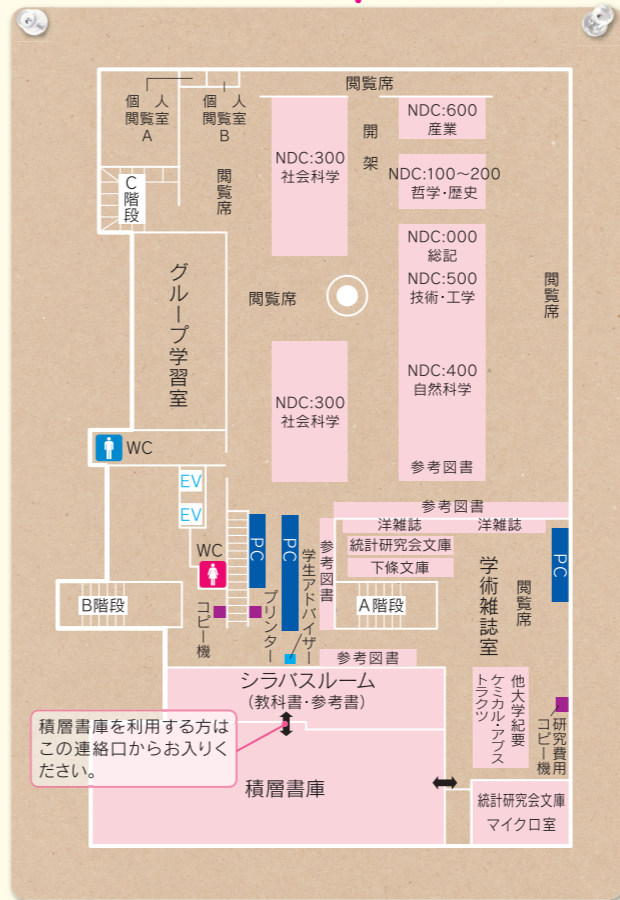 閲覧席
個　人
閲覧室
A
個　人
閲覧室
B
閲覧席
C階段
NDC:300
社会科学
開架
NDC:600
産業
NDC:100〜200
哲学・歴史
NDC:000
総記
NDC:500
技術・工学
NDC:400
自然科学
参考図書
閲覧席
グループ学習室
閲覧席
NDC:300
社会科学
WC
EV
EV
WC
PC
PC
学生アドバイザー
プリンター
コピー機
B階段
参考図書
参考図書
洋雑誌
洋雑誌
統計研究会文庫
下條文庫
A階段
学術雑誌室
閲覧席
PC
参考図書
シラバスルーム
（教科書・参考書）
他大学紀要
ケミカル・アブス
トラクツ
研究費用
コピー機
積層書庫を利用する方は
この連絡口からお入りく
ださい。
積層書庫
統計研究会文庫
マイクロ室